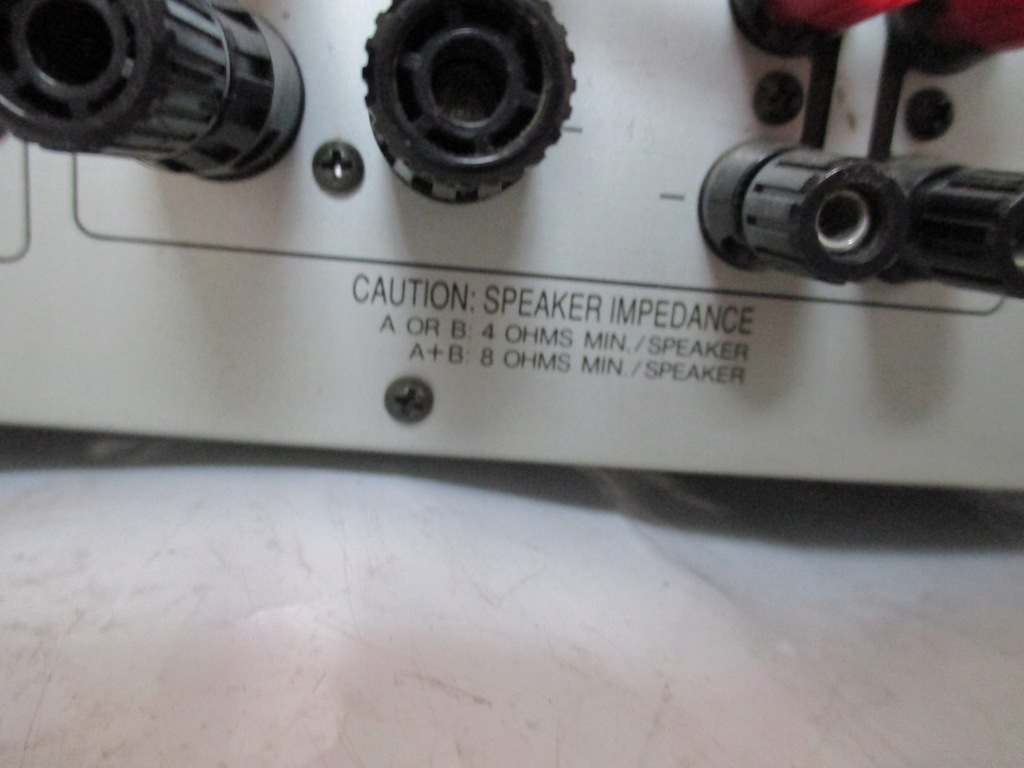 CAUTION: SPEAKER IMPEDANCE
A OR B: 4 OHMS MIN./SPEAKER
A+B: 8 OHMS MIN./SPEAKER